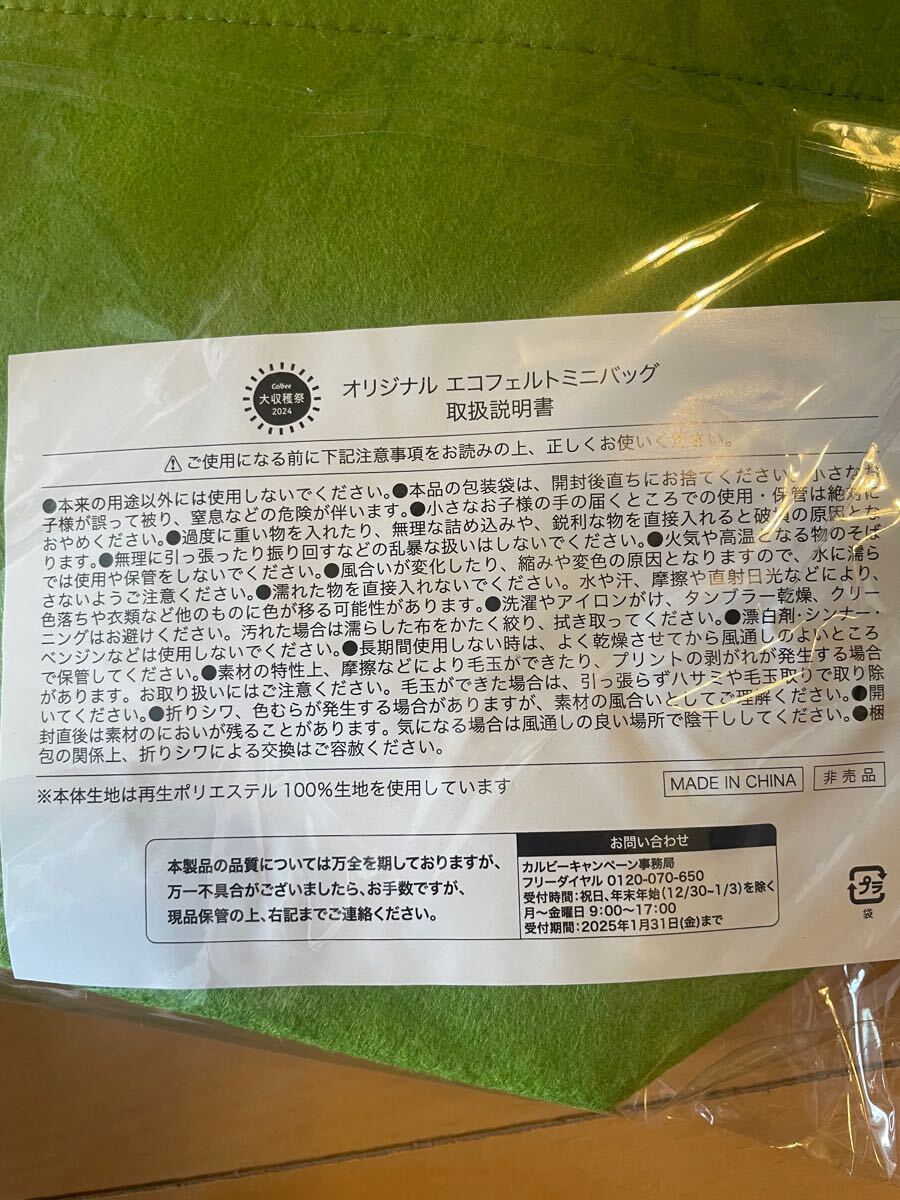 Calbee
大収穫祭
2024
オリジナル エコフェルトミニバッグ
取扱説明書
⚠ご使用になる前に下記注意事項をお読みの上、正しくお使いください。
●本来の用途以外には使用しないでください。●本品の包装袋は、開封後直ちにお捨てください。小さなお
子様が誤って被り、窒息などの危険が伴います。●小さなお子様の手の届くところでの使用・保管は絶対に
おやめください。●過度に重い物を入れたり、無理な詰め込みや、鋭利な物を直接入れると破損の原因とな
ります。●無理に引っ張ったり振り回すなどの乱暴な扱いはしないでください。●火気や高温となる物のそば
では使用や保管をしないでください。●風合いが変化したり、縮みや変色の原因となりますので、水に濡ら
さないようご注意ください。●濡れた物を直接入れないでください。水や汗、摩擦や直射日光などにより、
色落ちや衣類など他のものに色が移る可能性があります。●洗濯やアイロンがけ、タンブラー乾燥、クリー
ニングはお避けください。汚れた場合は濡らした布をかたく絞り、拭き取ってください。●漂白剤・シンナー・
ベンジンなどは使用しないでください。●長期間使用しない時は、よく乾燥させてから風通しのよいところ
で保管してください。●素材の特性上、摩擦などにより毛玉ができたり、プリントの剥がれが発生する場合
があります。お取り扱いにはご注意ください。毛玉ができた場合は、引っ張らずハサミや毛玉取りで取り除
いてください。●折りシワ、色むらが発生する場合がありますが、素材の風合いとしてご理解ください。●開
封直後は素材のにおいが残ることがあります。気になる場合は風通しの良い場所で陰干ししてください。●梱
包の関係上、折りシワによる交換はご容赦ください。
※本体生地は再生ポリエステル 100%生地を使用しています
MADE IN CHINA
非売品
本製品の品質については万全を期しておりますが、
万一不具合がございましたら、お手数ですが、
現品保管の上、右記までご連絡ください。
お問い合わせ
カルビーキャンペーン事務局
フリーダイヤル 0120-070-650
受付時間：祝日、年末年始(12/30〜1/3)を除く
月〜金曜日 9:00〜17:00
受付期間：2025年1月31日(金)まで
プラ
袋